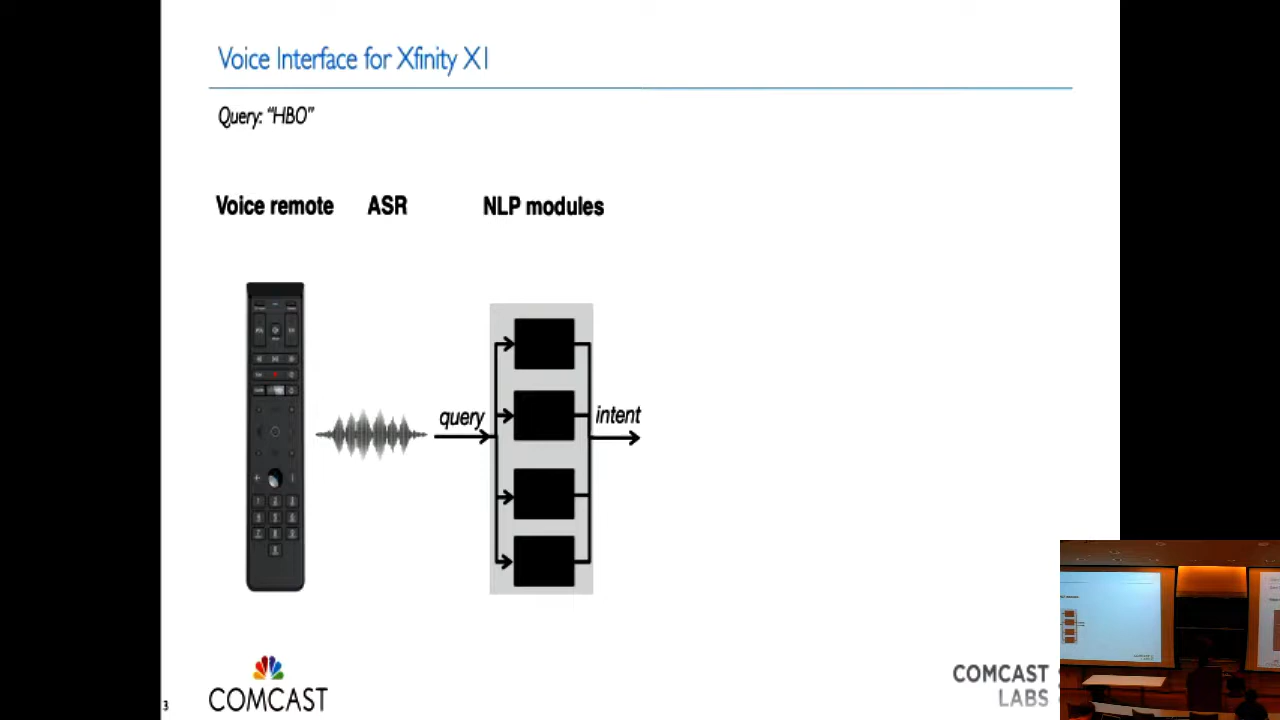 Voice Interface for Xfinity X1
Query: "HBO"
Voice remote ASR NLP modules
query
intent
3
COMCAST
COMCAST
LABS